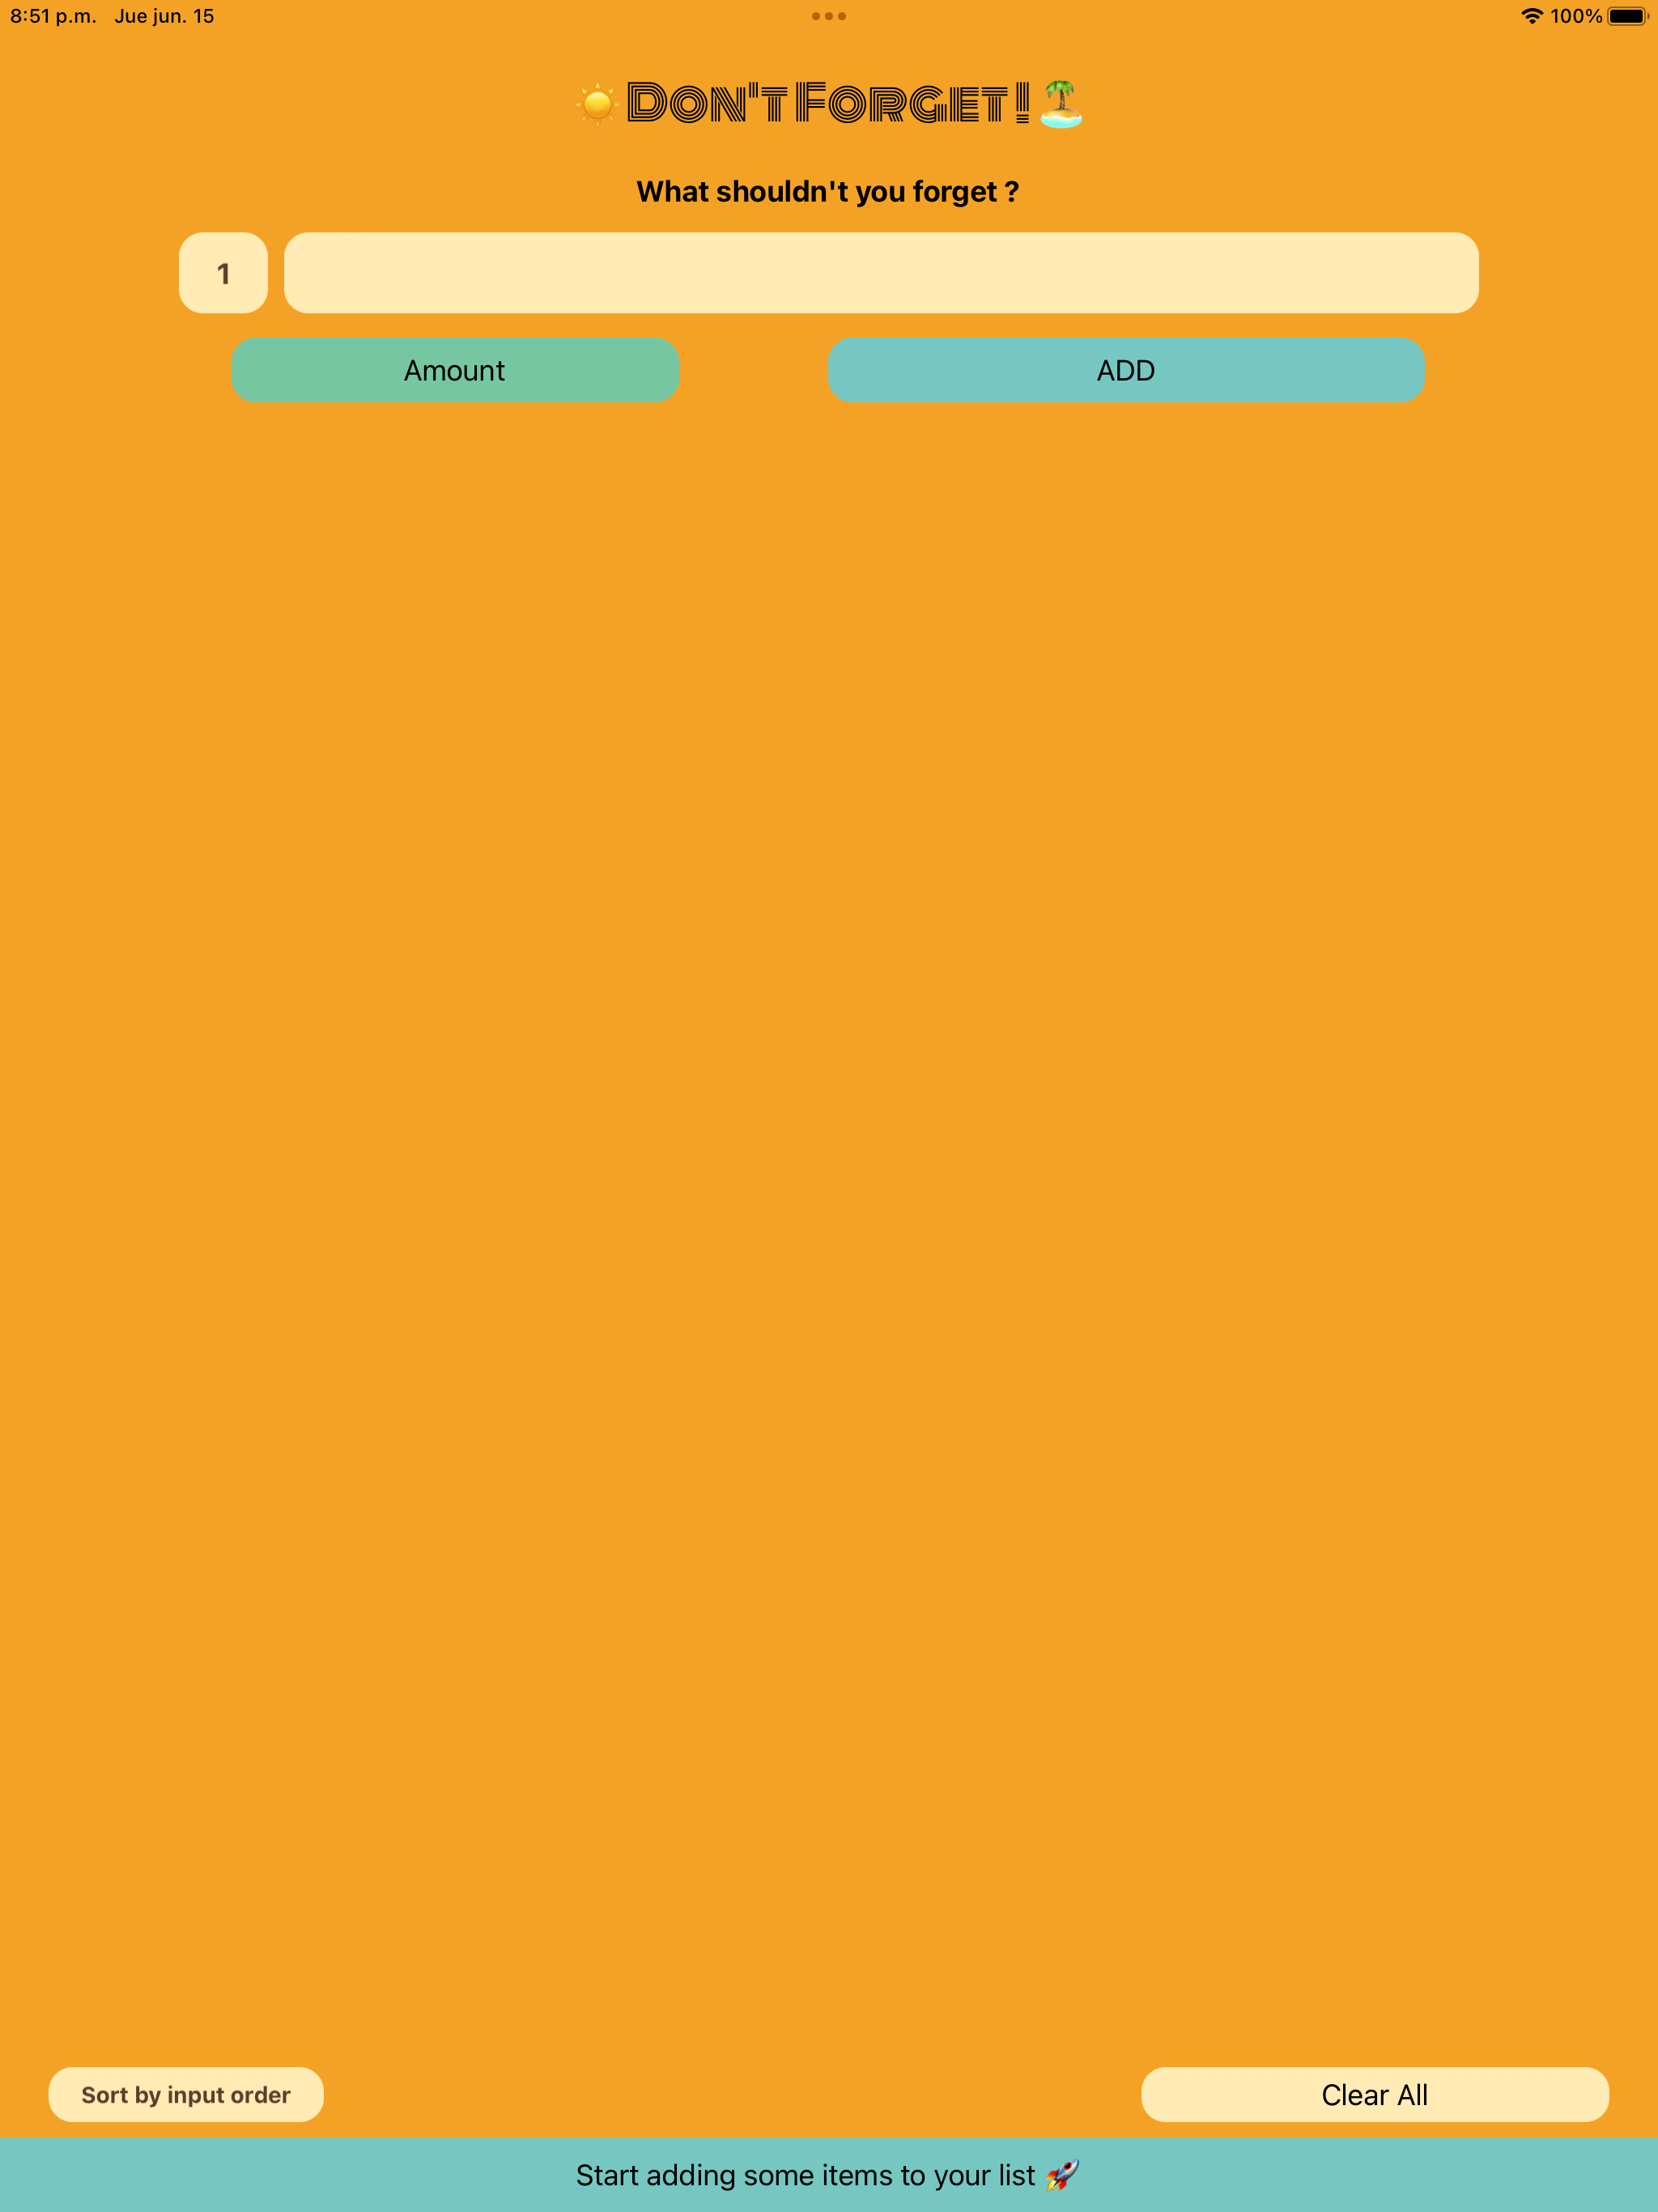 8:51 p.m. Jue jun. 15 100%
☀️ Don't Forget! 🏝️
What shouldn't you forget ?
1
Amount ADD
Sort by input order Clear All
Start adding some items to your list 🚀